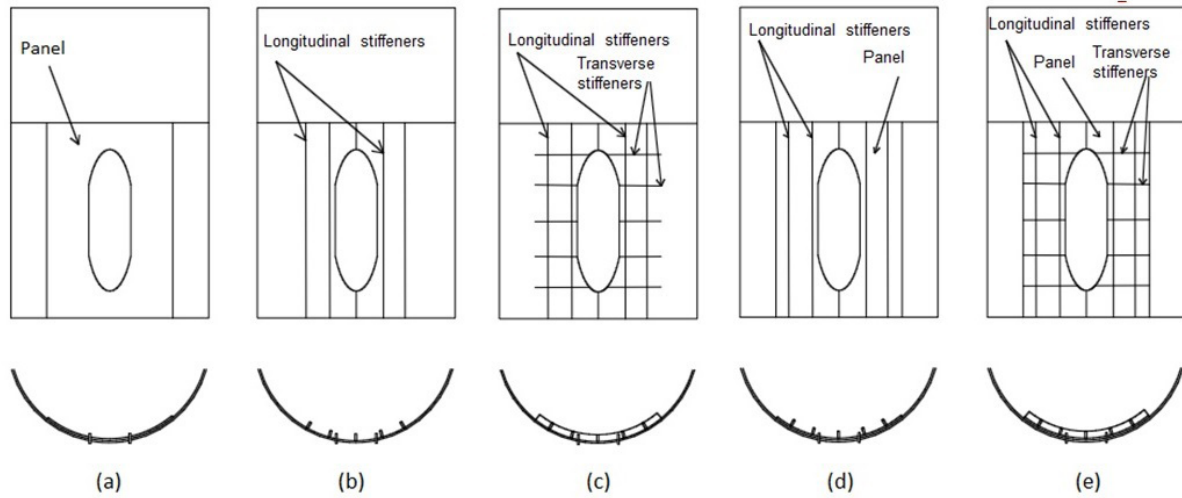 Panel
Longitudinal stiffeners
Longitudinal stiffeners
Transverse
stiffeners
Longitudinal stiffeners
Panel
Longitudinal stiffeners
Panel
Transverse
stiffeners
(a)
(b)
(c)
(d)
(e)